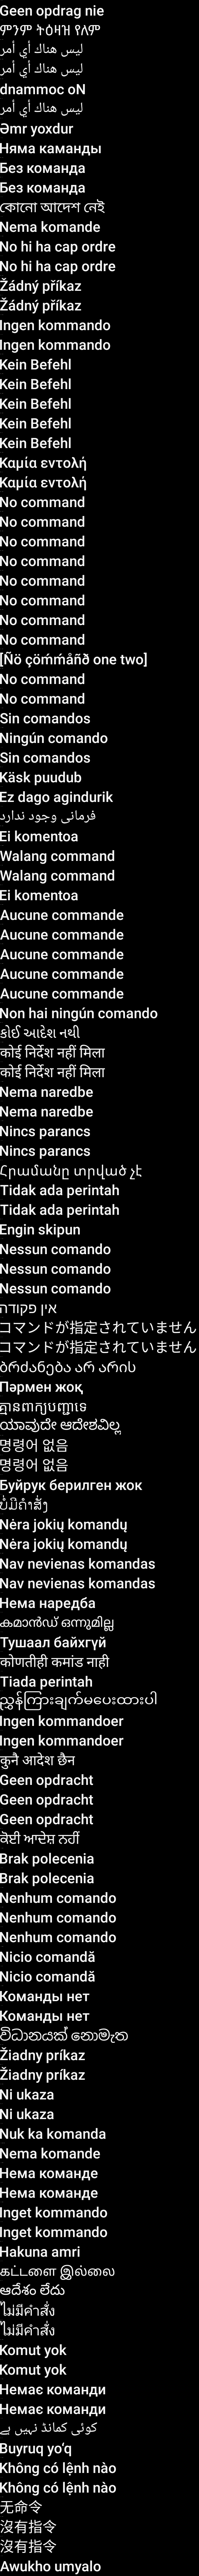 Geen opdrag nie
ምንም ትዕዛዝ የለም
ليس هناك أي أمر
ليس هناك أي أمر
dnammoc oN
Əmr yoxdur
Няма каманды
Без команда
Без команда
কোনো আদেশ নেই
Nema komande
No hi ha cap ordre
No hi ha cap ordre
Žádný příkaz
Žádný příkaz
Ingen kommando
Ingen kommando
Kein Befehl
Kein Befehl
Kein Befehl
Kein Befehl
Kein Befehl
Καμία εντολή
Καμία εντολή
No command
No command
No command
No command
No command
No command
No command
No command
[Ñö çöḿḿåñð one two]
No command
No command
Sin comandos
Ningún comando
Sin comandos
Käsk puudub
Ez dago agindurik
فرمانی وجود ندارد
Ei komentoa
Walang command
Walang command
Ei komentoa
Aucune commande
Aucune commande
Aucune commande
Aucune commande
Aucune commande
Non hai ningún comando
કોઈ આદેશ નથી
कोई निर्देश नहीं मिला
कोई निर्देश नहीं मिला
Nema naredbe
Nema naredbe
Nincs parancs
Nincs parancs
Հրամանը տրված չէ
Tidak ada perintah
Tidak ada perintah
Engin skipun
Nessun comando
Nessun comando
Nessun comando
אין פקודה
コマンドが指定されていません
コマンドが指定されていません
ბრძანება არ არის
Пәрмен жоқ
គ្មានពាក្យបញ្ជាទេ
ಯಾವುದೇ ಆದೇಶವಿಲ್ಲ
명령어 없음
명령어 없음
Буйрук берилген жок
ບໍ່ມີຄຳສັ່ງ
Nėra jokių komandų
Nėra jokių komandų
Nav nevienas komandas
Nav nevienas komandas
Нема наредба
കമാൻഡ് ഒന്നുമില്ല
Тушаал байхгүй
कोणतीही कमांड नाही
Tiada perintah
ညွှန်ကြားချက်မပေးထားပါ
Ingen kommandoer
Ingen kommandoer
कुनै आदेश छैन
Geen opdracht
Geen opdracht
Geen opdracht
ਕੋਈ ਆਦੇਸ਼ ਨਹੀਂ
Brak polecenia
Brak polecenia
Nenhum comando
Nenhum comando
Nenhum comando
Nicio comandă
Nicio comandă
Команды нет
Команды нет
විධානයක් නොමැත
Žiadny príkaz
Žiadny príkaz
Ni ukaza
Ni ukaza
Nuk ka komanda
Nema komande
Нема команде
Нема команде
Inget kommando
Inget kommando
Hakuna amri
கட்டளை இல்லை
ఆదేశం లేదు
ไม่มีคำสั่ง
ไม่มีคำสั่ง
Komut yok
Komut yok
Немає команди
Немає команди
کوئی کمانڈ نہیں ہے
Buyruq yo‘q
Không có lệnh nào
Không có lệnh nào
无命令
沒有指令
沒有指令
Awukho umyalo